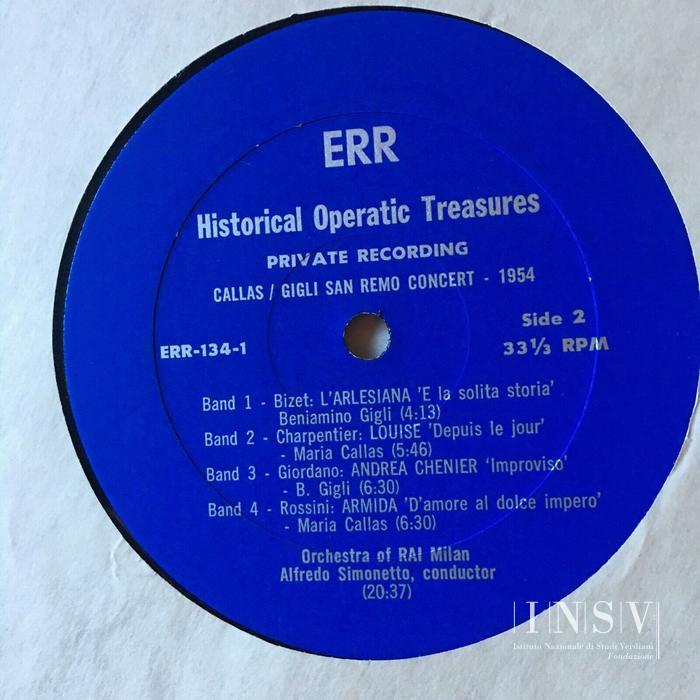 ERR
Historical Operatic Treasures
PRIVATE RECORDING
CALLAS / GIGLI SAN REMO CONCERT - 1954
Side 2
ERR-134-1
33⅓ RPM
Band 1 - Bizet: L'ARLESIANA 'E la solita storia'
Beniamino Gigli (4:13)
Band 2 - Charpentier: LOUISE 'Depuis le jour'
- Maria Callas (5:46)
Band 3 - Giordano: ANDREA CHENIER 'Improviso'
- B. Gigli (6:30)
Band 4 - Rossini: ARMIDA 'D'amore al dolce impero'
- Maria Callas (6:30)
Orchestra of RAI Milan
Alfredo Simonetto, conductor
(20:37)
|I|N|S|V|
Istituto Nazionale di Studi Verdiani
Fondazione